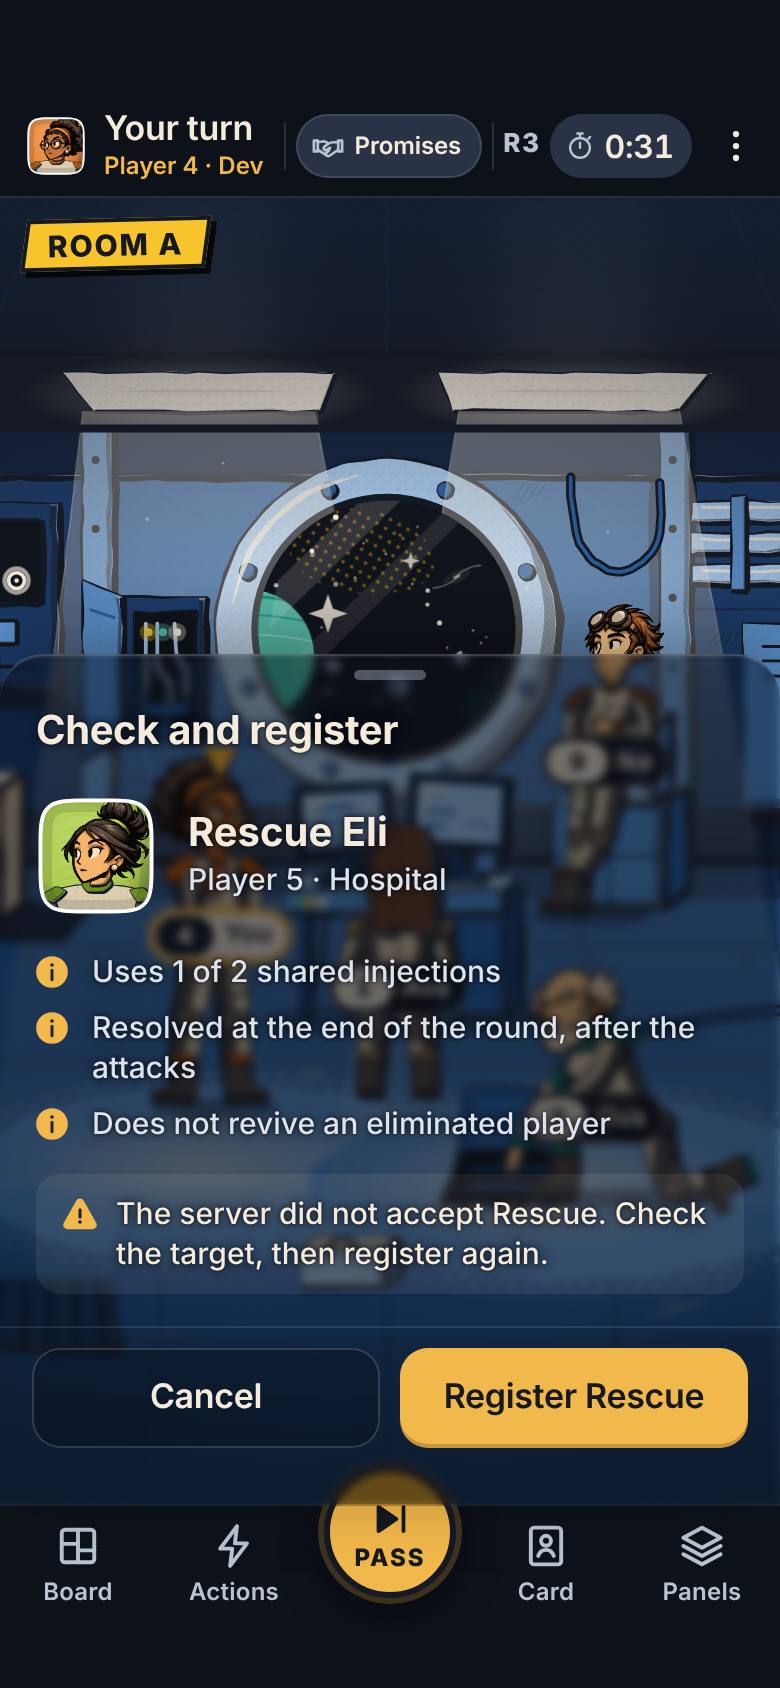 Your turn
Player 4 · Dev
Promises
R3
0:31
ROOM A
Check and register
Rescue Eli
Player 5 · Hospital
4 You
Uses 1 of 2 shared injections
Resolved at the end of the round, after the
attacks
Does not revive an eliminated player
The server did not accept Rescue. Check
the target, then register again.
Cancel
Register Rescue
PASS
Board
Actions
Card
Panels